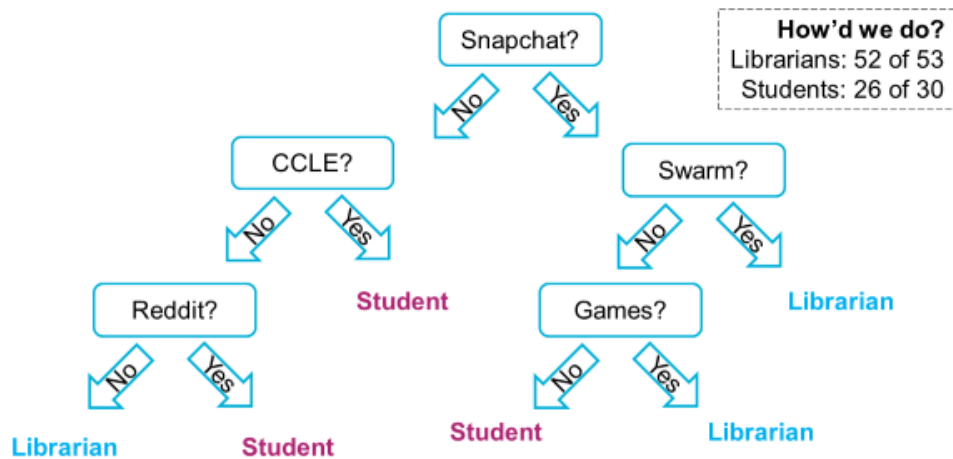 Snapchat?
How'd we do?
Librarians: 52 of 53
Students: 26 of 30
No
Yes
CCLE?
Swarm?
No
Yes
No
Yes
Reddit?
Student
Games?
Librarian
No
Yes
No
Yes
Librarian
Student
Student
Librarian